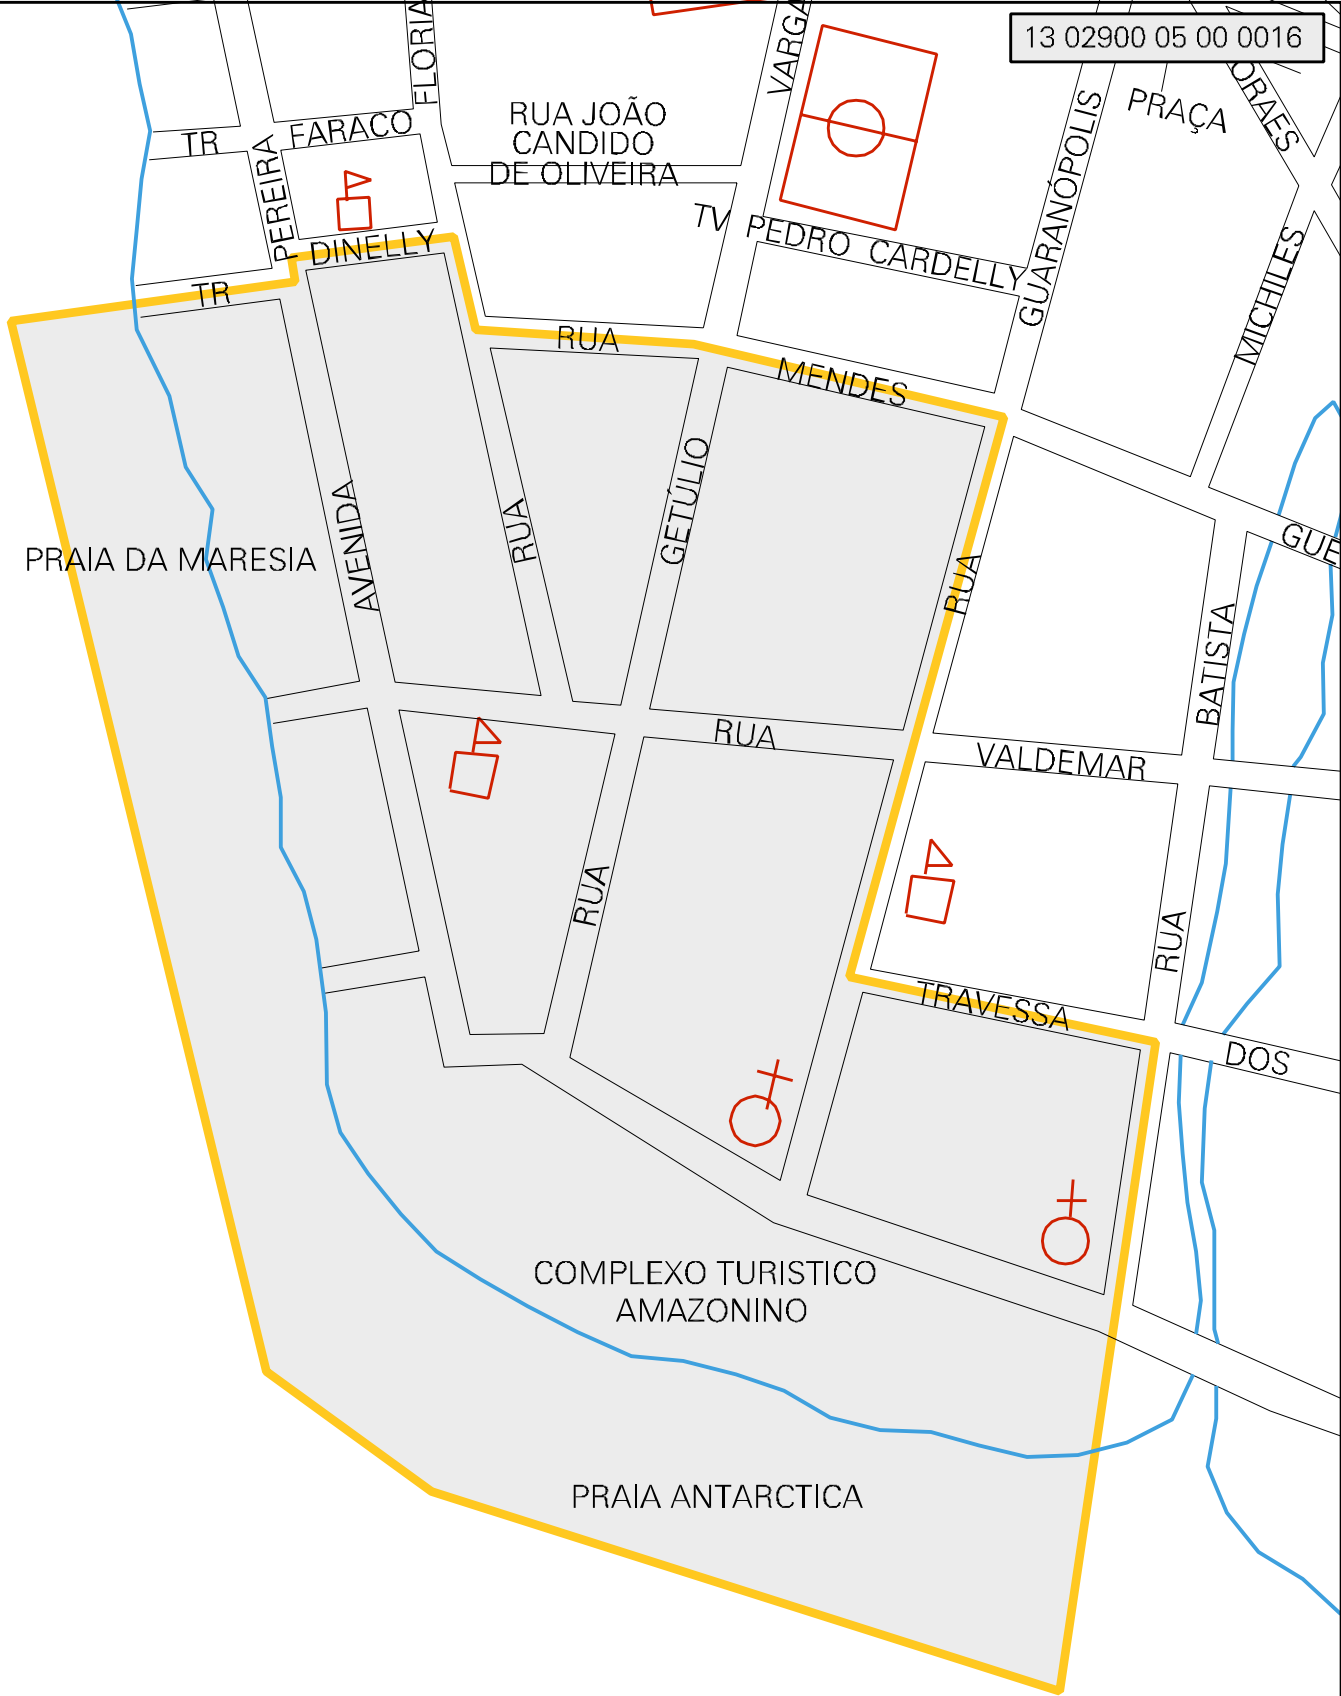 13 02900 05 00 0016
FLORIA
VARGA
ORAES
PRAÇA
RUA JOÃO
CANDIDO
DE OLIVEIRA
TR FARACO
PEREIRA
GUARANÓPOLIS
TV PEDRO CARDELLY
DINELLY
TR
MICHILES
RUA MENDES
GETÚLIO
AVENIDA
RUA
RUA
GUE
PRAIA DA MARESIA
BATISTA
RUA VALDEMAR
RUA
RUA
TRAVESSA DOS
COMPLEXO TURISTICO
AMAZONINO
PRAIA ANTARCTICA